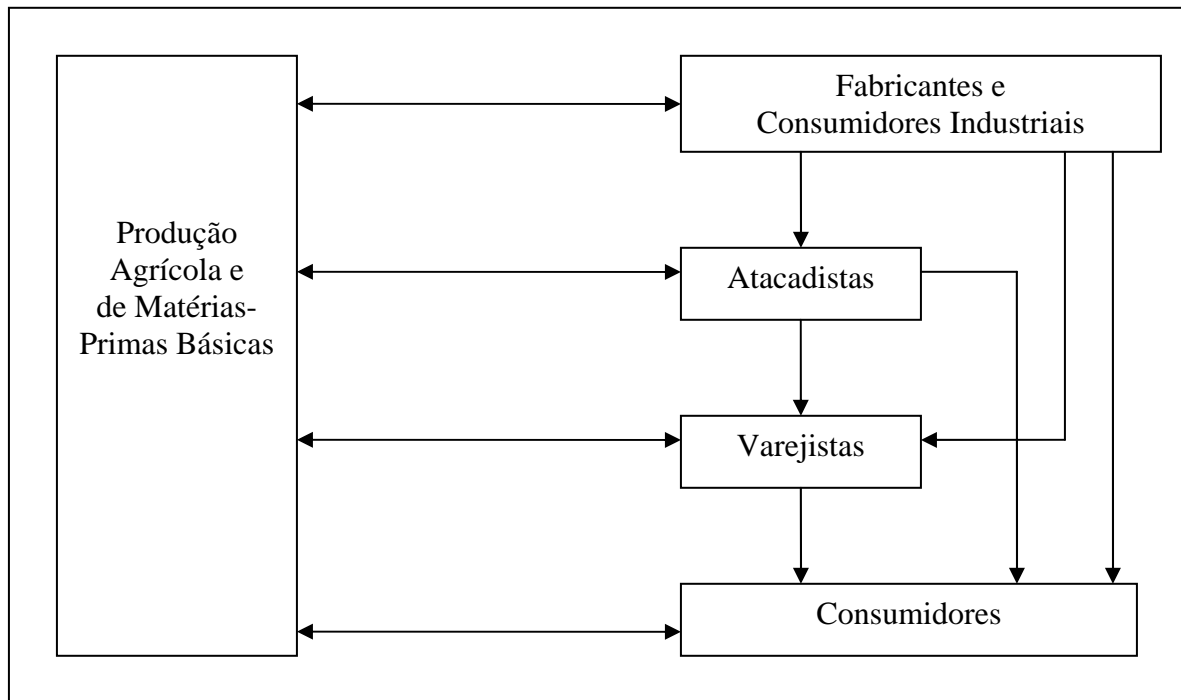 Produção
Agrícola e
de Matérias-
Primas Básicas
Fabricantes e
Consumidores Industriais
Atacadistas
Varejistas
Consumidores